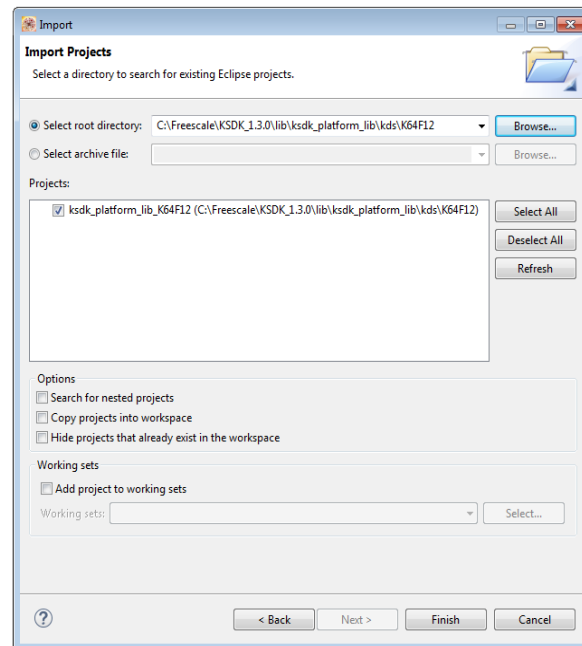 Import
Import Projects
Select a directory to search for existing Eclipse projects.
Select root directory: C:\Freescale\KSDK_1.3.0\lib\ksdk_platform_lib\kds\K64F12 Browse...
Select archive file: Browse...
Projects:
ksdk_platform_lib_K64F12 (C:\Freescale\KSDK_1.3.0\lib\ksdk_platform_lib\kds\K64F12) Select All
Deselect All
Refresh
Options
Search for nested projects
Copy projects into workspace
Hide projects that already exist in the workspace
Working sets
Add project to working sets
Working sets: Select...
? < Back Next > Finish Cancel